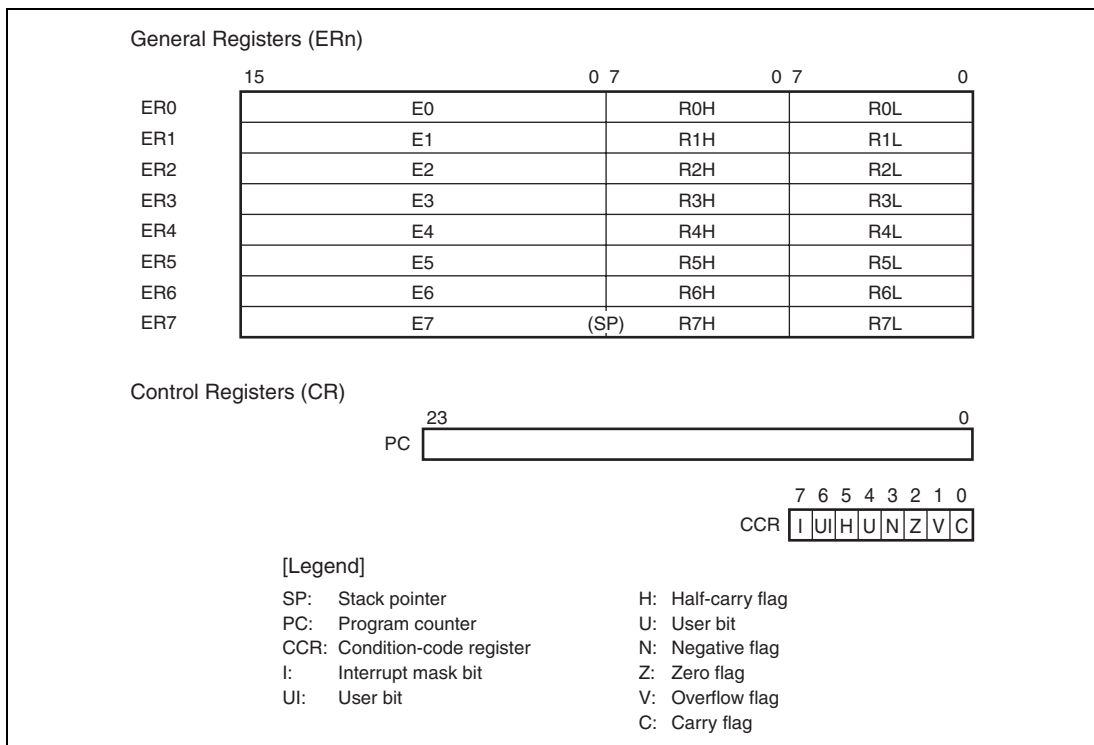 General Registers (ERn)
15 0 7 0 7 0
ER0 E0 R0H R0L
ER1 E1 R1H R1L
ER2 E2 R2H R2L
ER3 E3 R3H R3L
ER4 E4 R4H R4L
ER5 E5 R5H R5L
ER6 E6 R6H R6L
ER7 E7 (SP) R7H R7L
Control Registers (CR)
23 0
PC
7 6 5 4 3 2 1 0
CCR I UI H U N Z V C
[Legend]
SP: Stack pointer
PC: Program counter
CCR: Condition-code register
I: Interrupt mask bit
UI: User bit
H: Half-carry flag
U: User bit
N: Negative flag
Z: Zero flag
V: Overflow flag
C: Carry flag